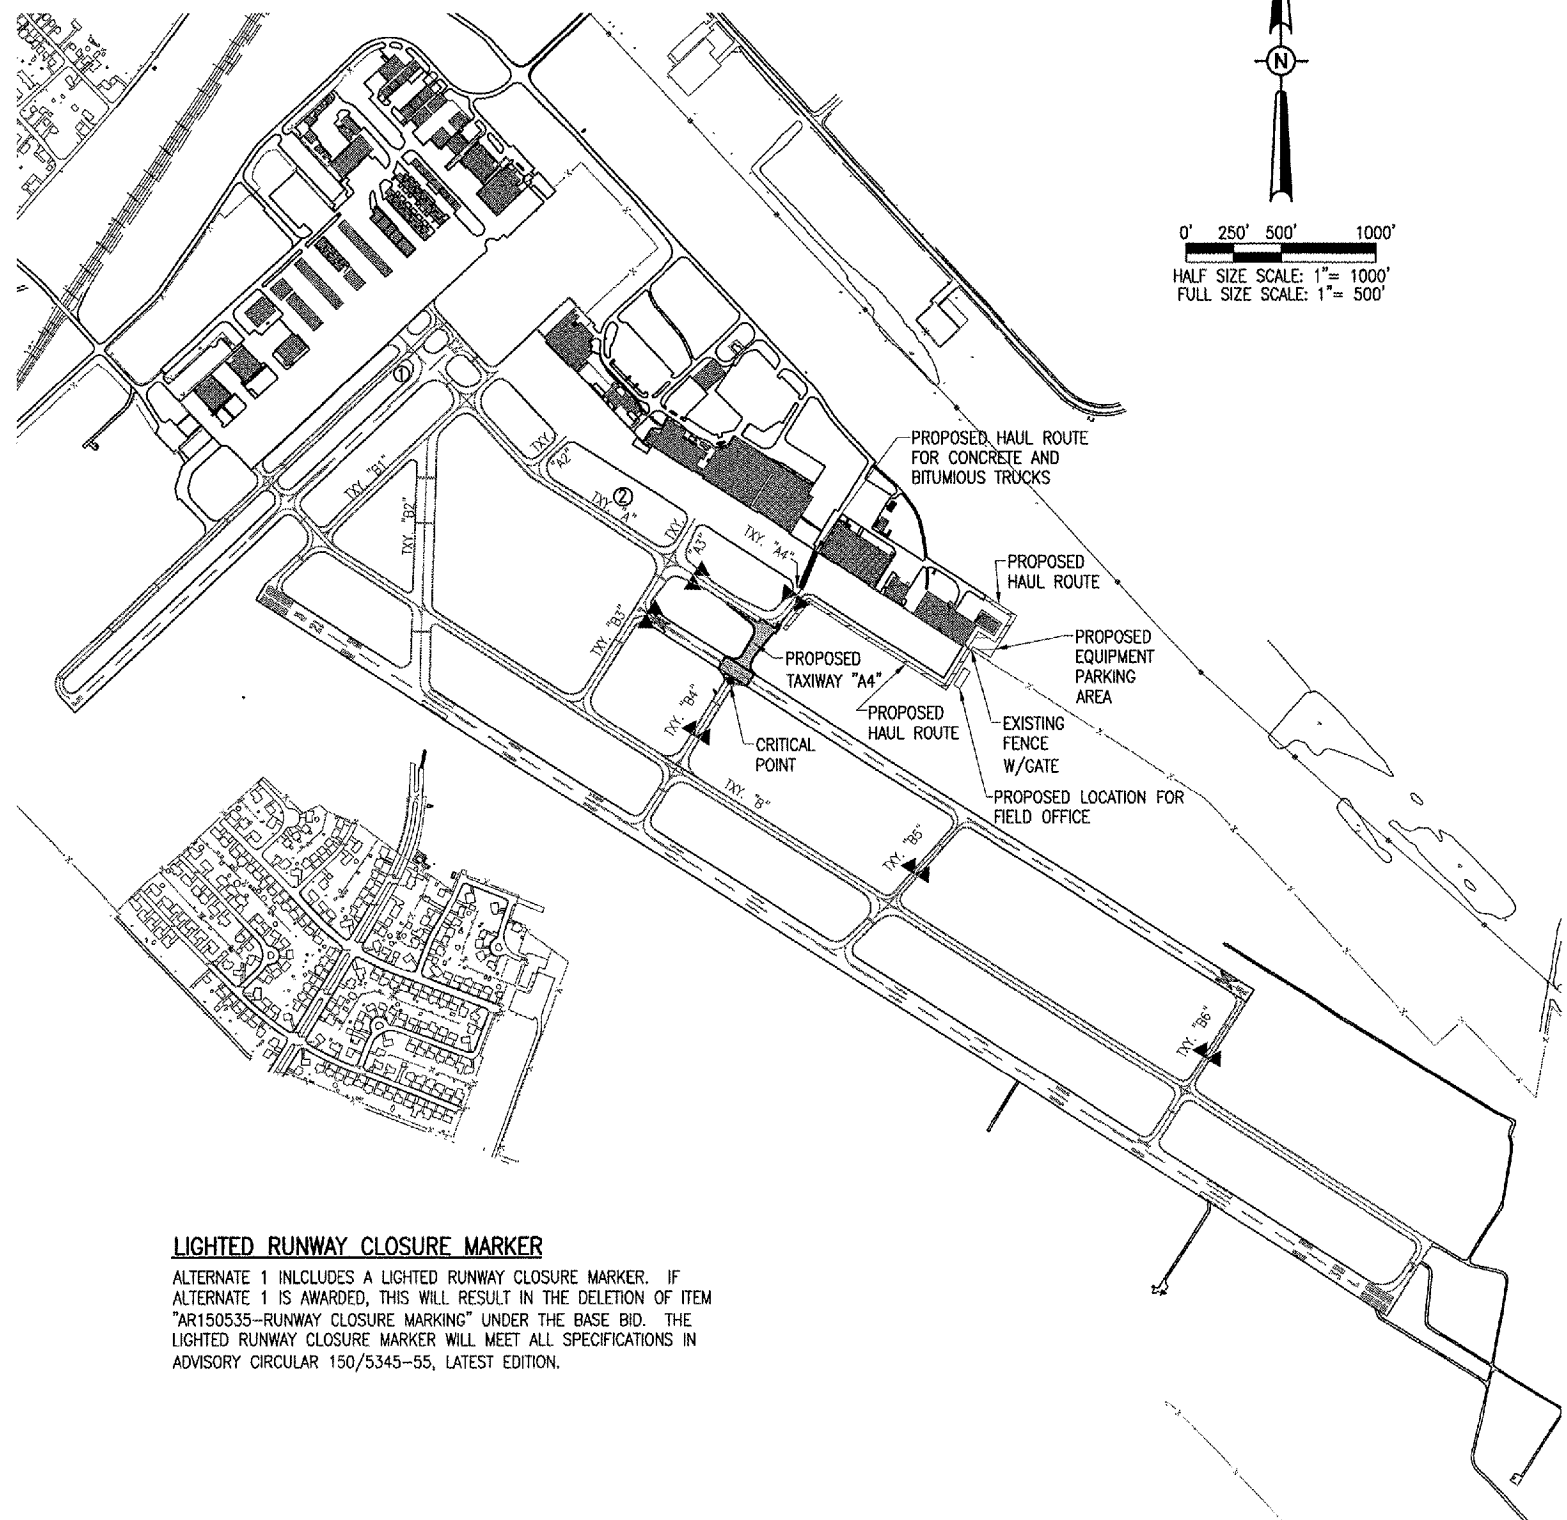 N
0' 250' 500' 1000'
HALF SIZE SCALE: 1"= 1000'
FULL SIZE SCALE: 1"= 500'
1
PROPOSED HAUL ROUTE
FOR CONCRETE AND
BITUMIOUS TRUCKS
TXY.
"A2"
TXY. "B1"
2
TXY. "A"
TXY. "B2"
TXY.
"A3"
TXY. "A4"
PROPOSED
HAUL ROUTE
TXY. "B3"
PROPOSED
EQUIPMENT
PARKING
AREA
PROPOSED
TAXIWAY "A4"
TXY. "B4"
PROPOSED
HAUL ROUTE
EXISTING
FENCE
W/GATE
CRITICAL
POINT
TXY. "B"
PROPOSED LOCATION FOR
FIELD OFFICE
TXY. "B5"
TXY. "B6"
LIGHTED RUNWAY CLOSURE MARKER
ALTERNATE 1 INLCLUDES A LIGHTED RUNWAY CLOSURE MARKER. IF
ALTERNATE 1 IS AWARDED, THIS WILL RESULT IN THE DELETION OF ITEM
"AR150535-RUNWAY CLOSURE MARKING" UNDER THE BASE BID. THE
LIGHTED RUNWAY CLOSURE MARKER WILL MEET ALL SPECIFICATIONS IN
ADVISORY CIRCULAR 150/5345-55, LATEST EDITION.